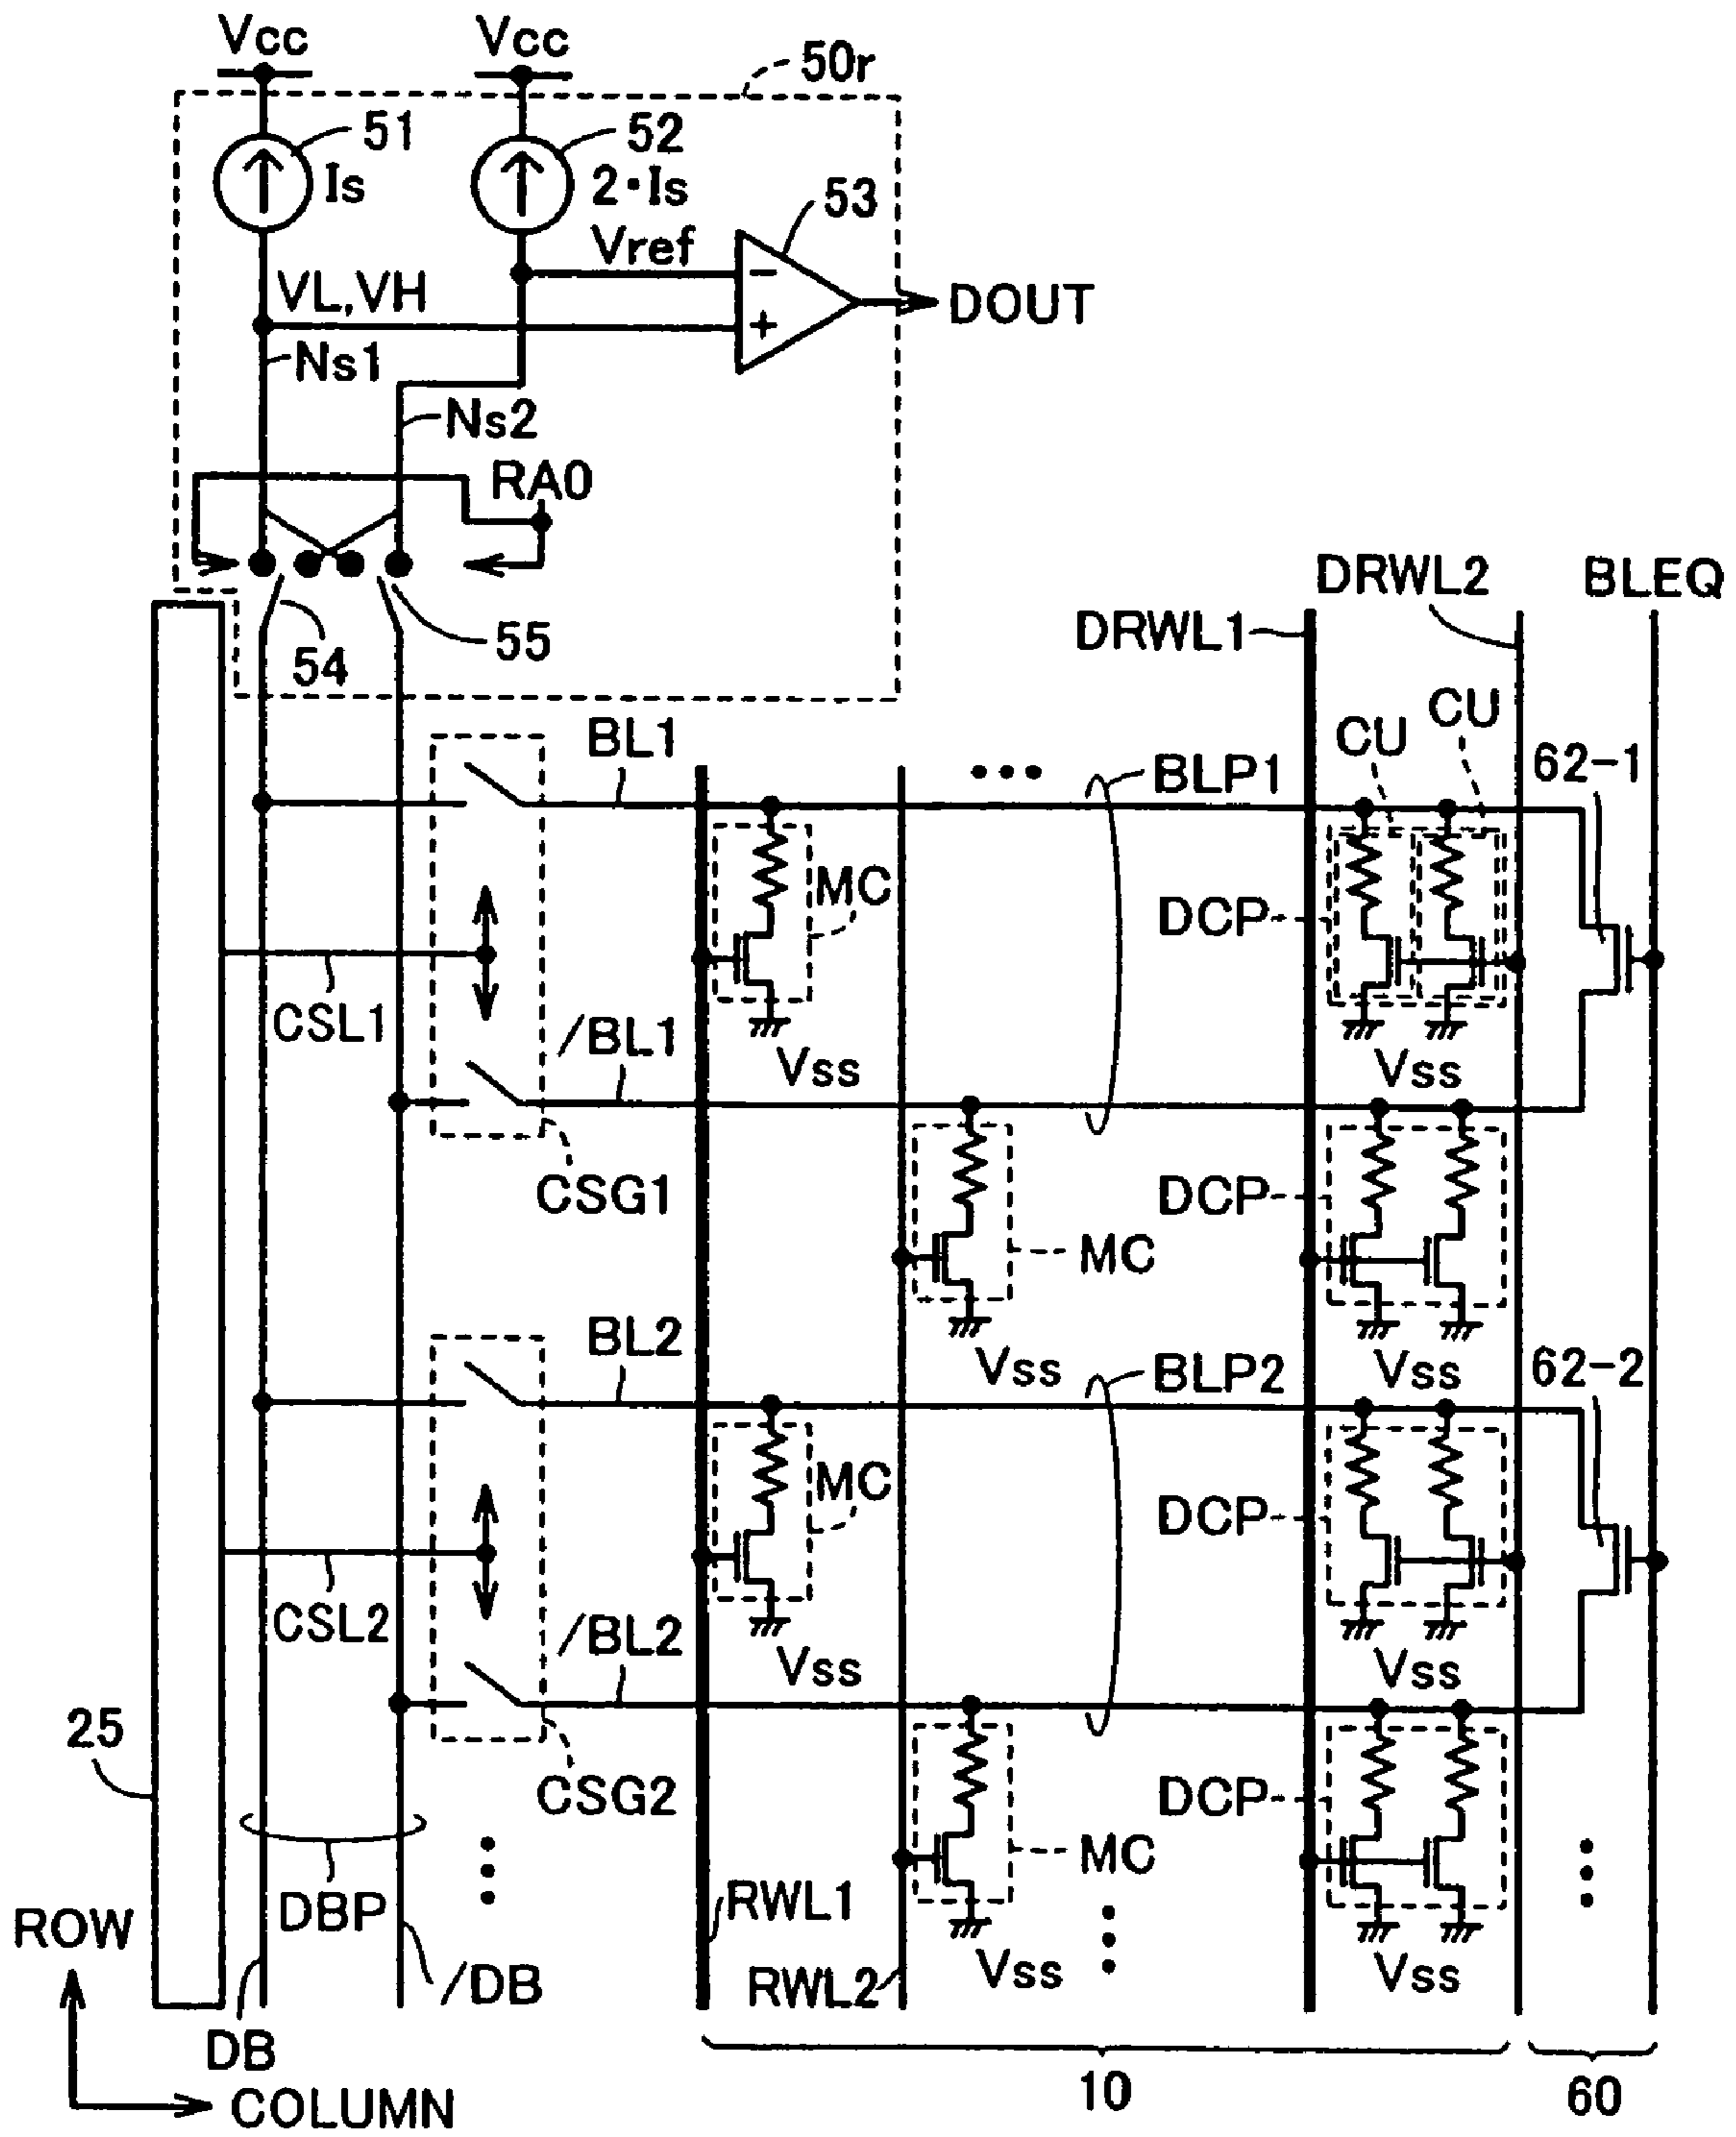 Vcc
Vcc
50r
51
Is
52
2·Is
53
Vref
VL,VH
DOUT
Ns1
Ns2
RA0
DRWL2
BLEQ
DRWL1
55
54
CU
CU
BL1
62-1
BLP1
MC
DCP
CSL1
/BL1
Vss
Vss
CSG1
DCP
MC
BL2
Vss
BLP2
Vss
62-2
MC
DCP
CSL2
/BL2
Vss
Vss
25
CSG2
DCP
MC
DBP
RWL1
ROW
/DB
RWL2
Vss
Vss
DB
COLUMN
10
60